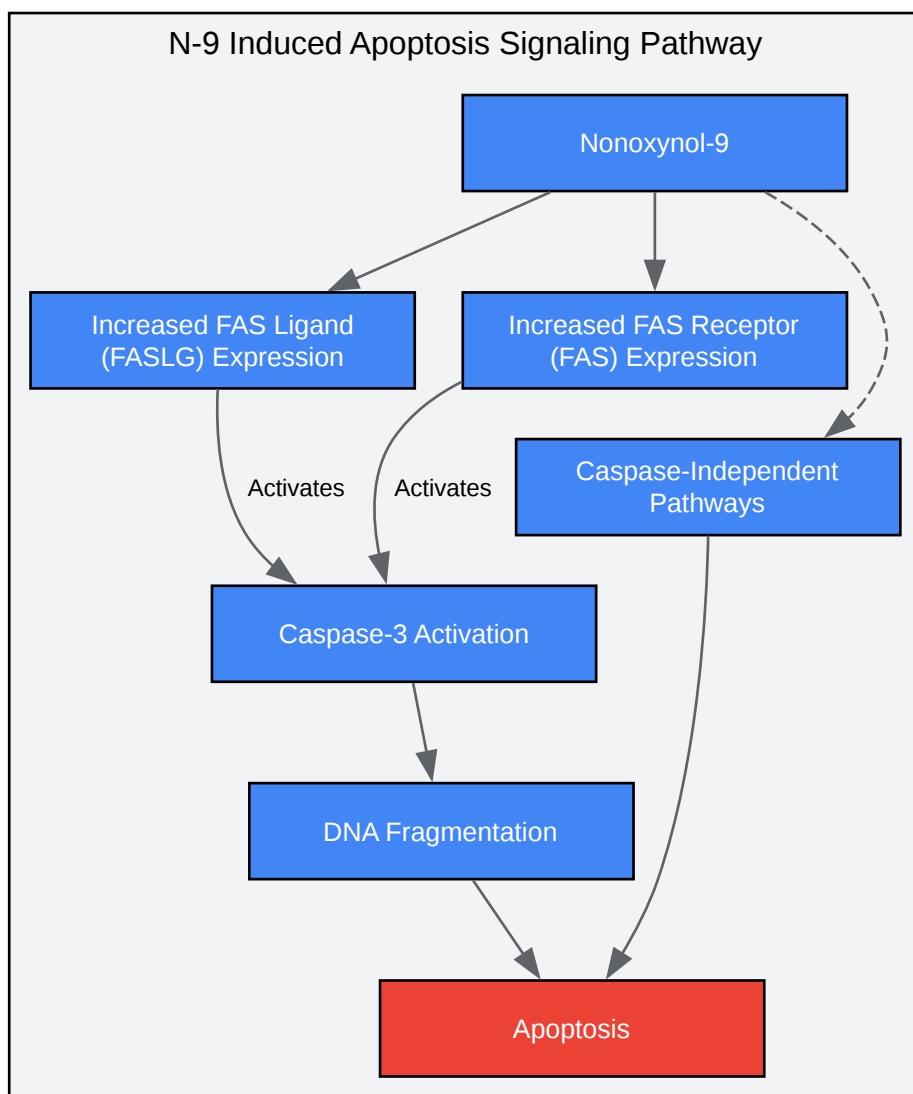 N-9 Induced Apoptosis Signaling Pathway
Nonoxynol-9
Increased FAS Ligand
(FASLG) Expression
Increased FAS Receptor
(FAS) Expression
Caspase-Independent
Pathways
Activates
Activates
Caspase-3 Activation
DNA Fragmentation
Apoptosis